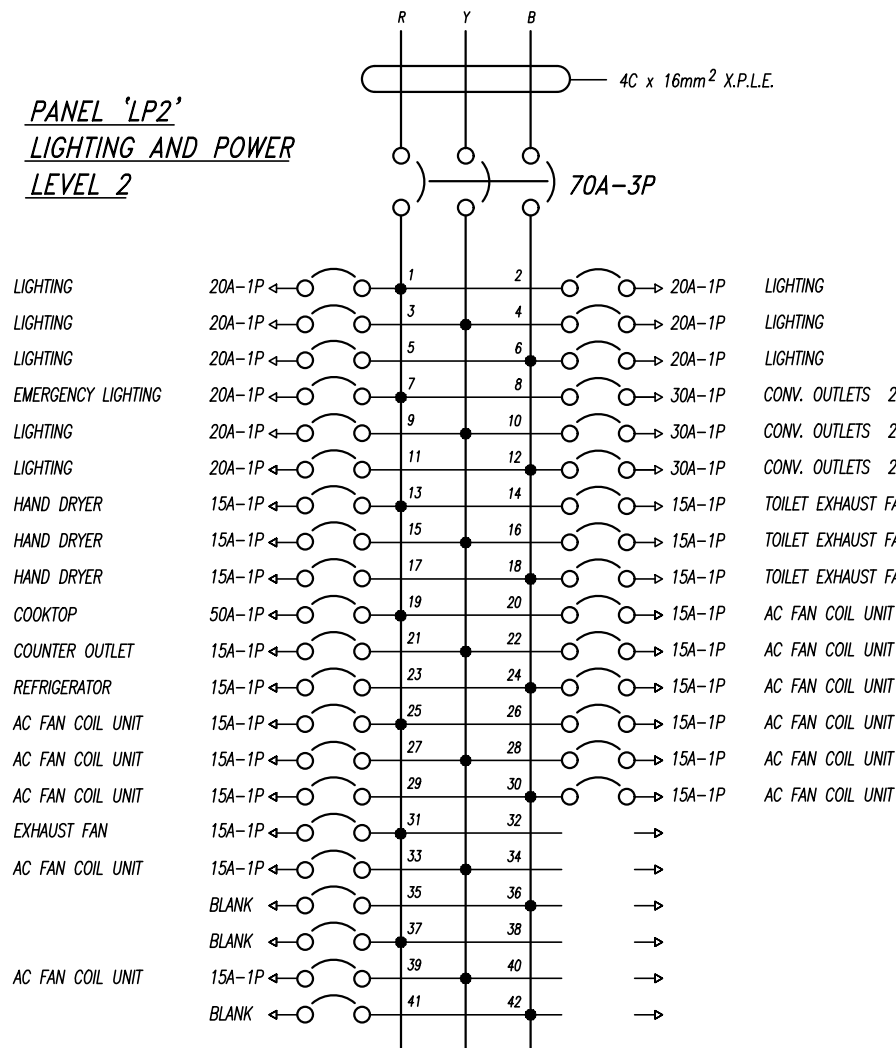 R Y B
4C x 16mm² X.P.L.E.
PANEL 'LP2'
LIGHTING AND POWER
LEVEL 2
70A-3P
LIGHTING 20A-1P 1 2 20A-1P LIGHTING
LIGHTING 20A-1P 3 4 20A-1P LIGHTING
LIGHTING 20A-1P 5 6 20A-1P LIGHTING
EMERGENCY LIGHTING 20A-1P 7 8 30A-1P CONV. OUTLETS 2
LIGHTING 20A-1P 9 10 30A-1P CONV. OUTLETS 2
LIGHTING 20A-1P 11 12 30A-1P CONV. OUTLETS 2
HAND DRYER 15A-1P 13 14 15A-1P TOILET EXHAUST FA
HAND DRYER 15A-1P 15 16 15A-1P TOILET EXHAUST FA
HAND DRYER 15A-1P 17 18 15A-1P TOILET EXHAUST FA
COOKTOP 50A-1P 19 20 15A-1P AC FAN COIL UNIT
COUNTER OUTLET 15A-1P 21 22 15A-1P AC FAN COIL UNIT
REFRIGERATOR 15A-1P 23 24 15A-1P AC FAN COIL UNIT
AC FAN COIL UNIT 15A-1P 25 26 15A-1P AC FAN COIL UNIT
AC FAN COIL UNIT 15A-1P 27 28 15A-1P AC FAN COIL UNIT
AC FAN COIL UNIT 15A-1P 29 30 15A-1P AC FAN COIL UNIT
EXHAUST FAN 15A-1P 31 32
AC FAN COIL UNIT 15A-1P 33 34
BLANK 35 36
BLANK 37 38
AC FAN COIL UNIT 15A-1P 39 40
BLANK 41 42